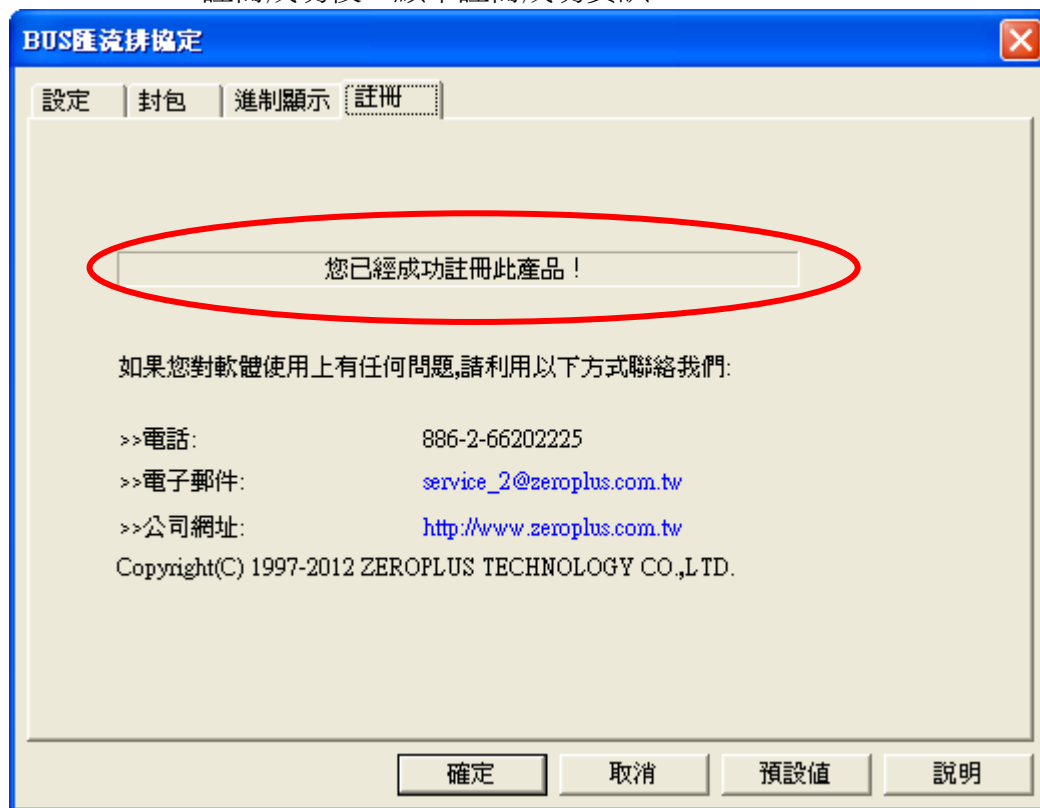 BUS匯流排協定
設定 封包 進制顯示 註冊
您已經成功註冊此產品！
如果您對軟體使用上有任何問題,請利用以下方式聯絡我們:
>>電話: 886-2-66202225
>>電子郵件: service_2@zeroplus.com.tw
>>公司網址: http://www.zeroplus.com.tw
Copyright(C) 1997-2012 ZEROPLUS TECHNOLOGY CO.,LTD.
確定 取消 預設值 說明